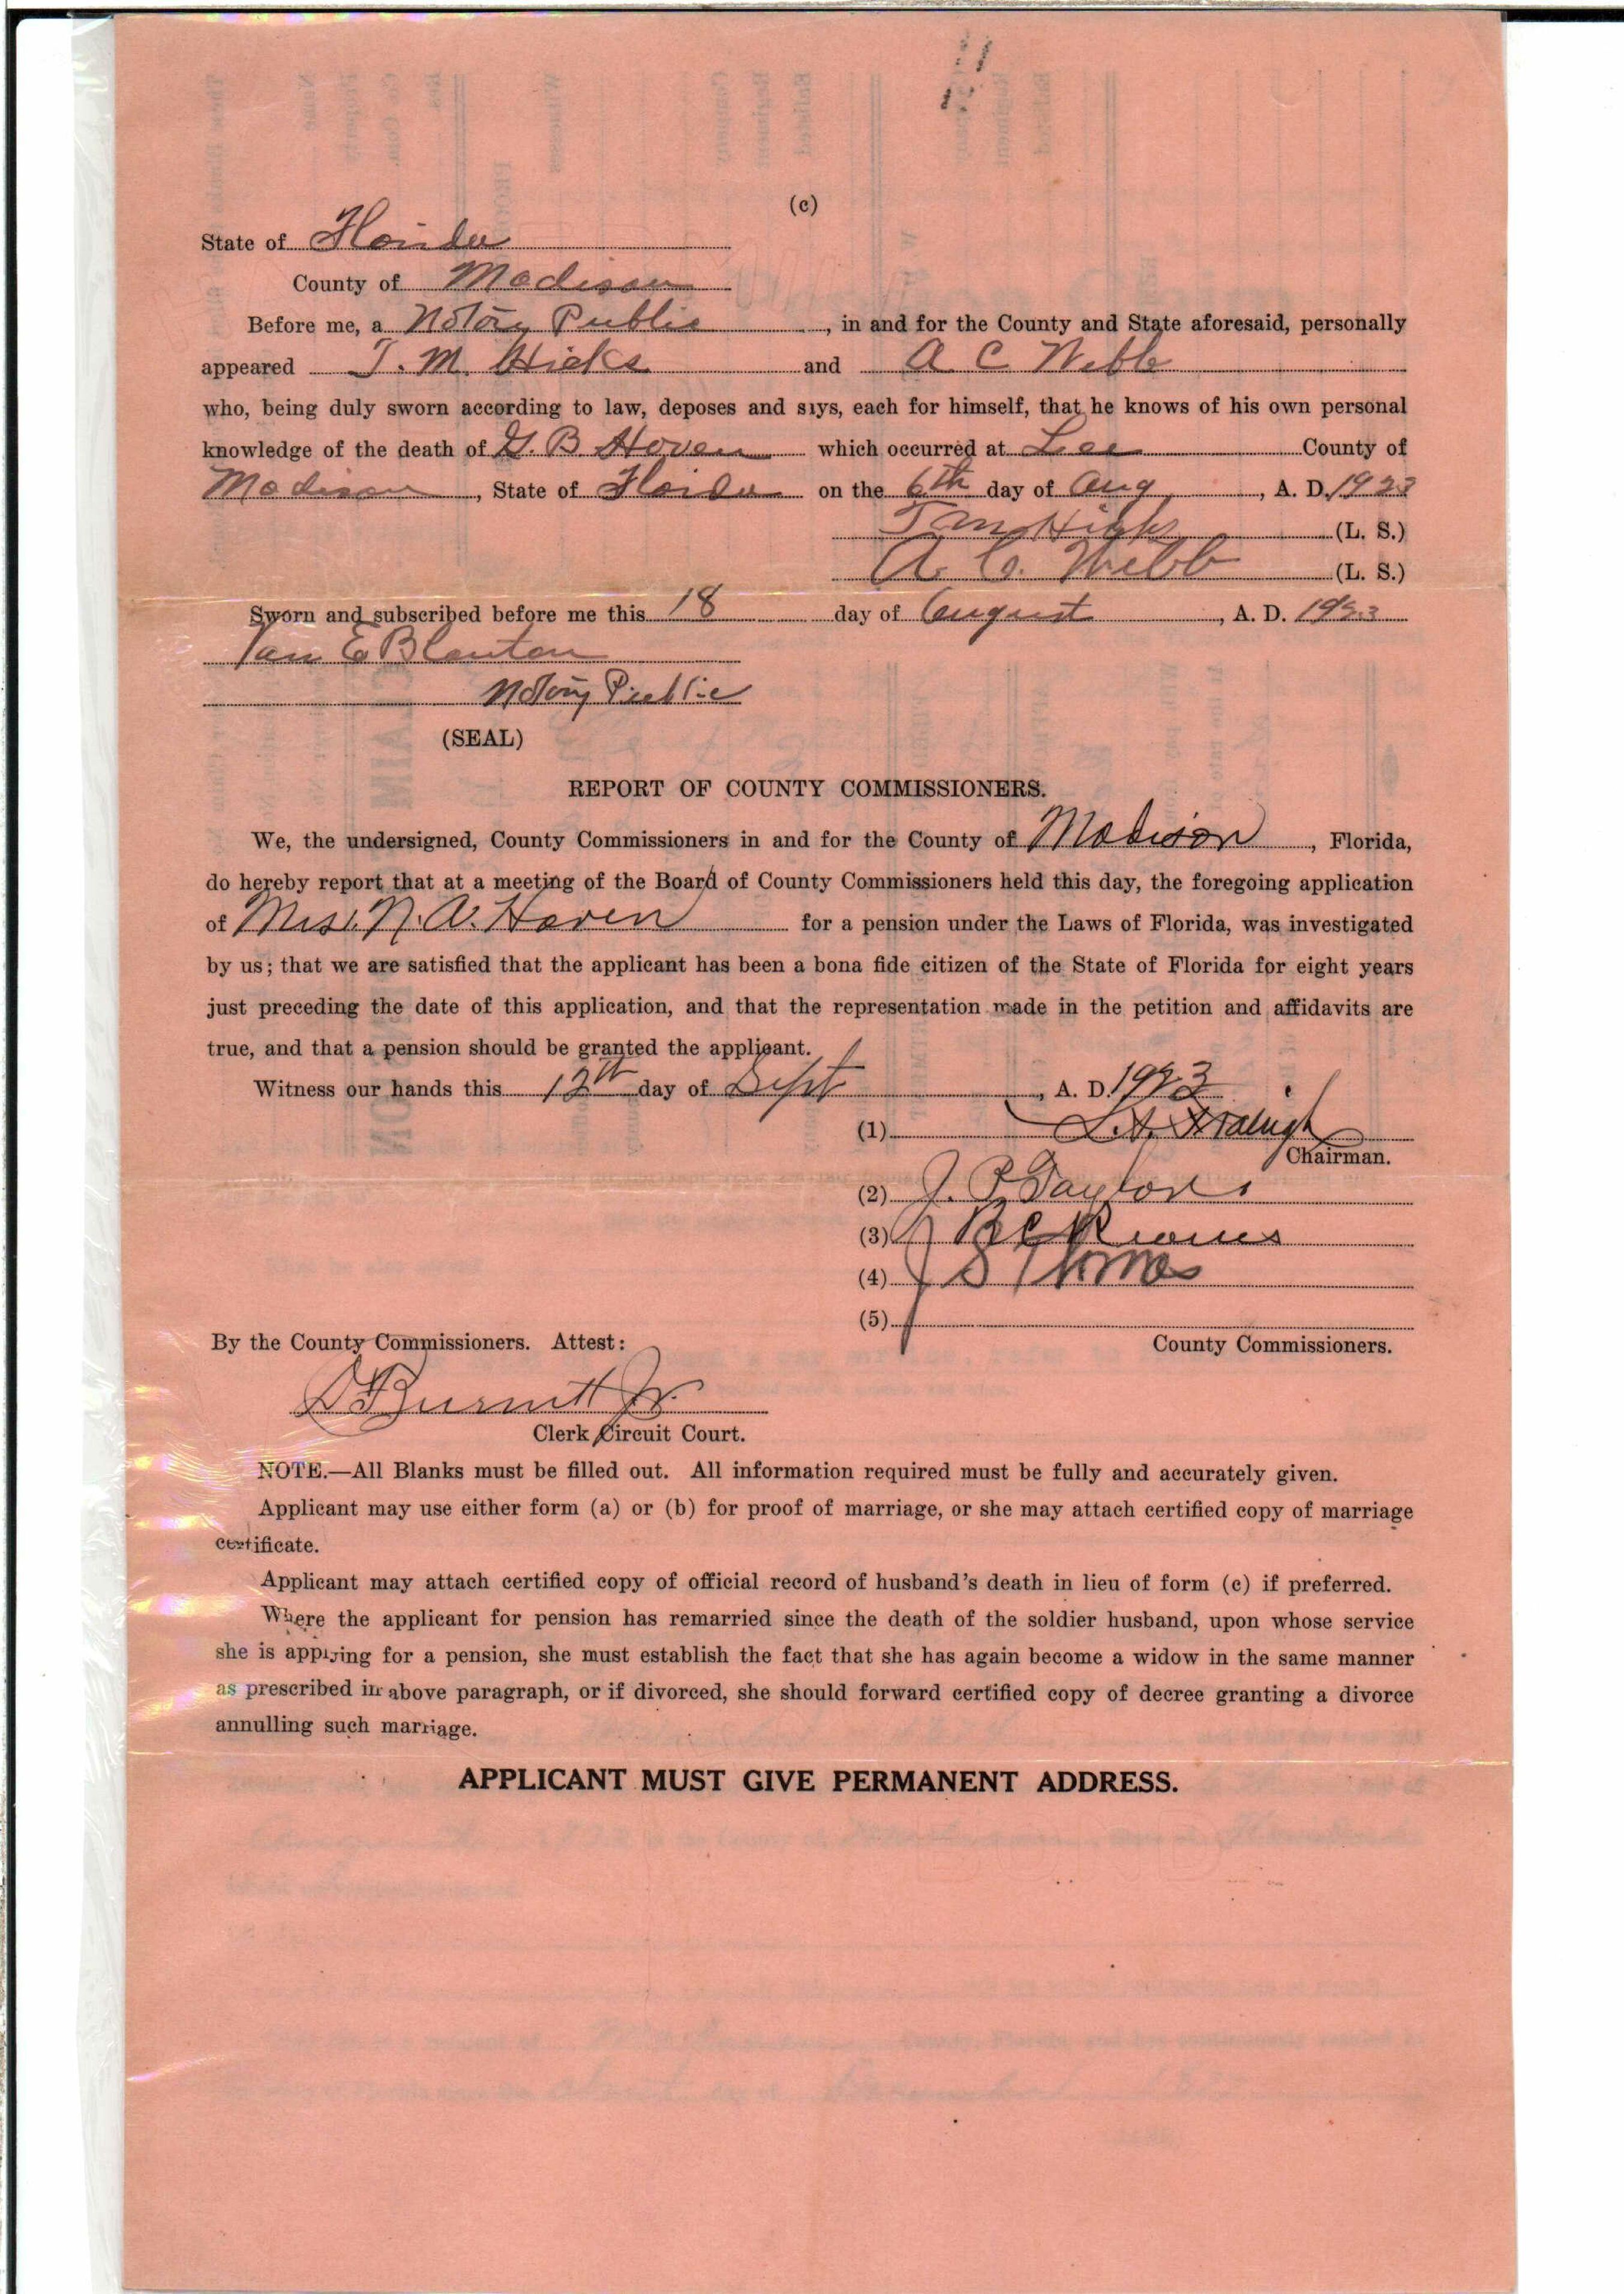 (c)
State of Florida
County of Madison
Before me, a Notary Public, in and for the County and State aforesaid, personally
appeared T. M. Hicks and A C Webb
who, being duly sworn according to law, deposes and says, each for himself, that he knows of his own personal
knowledge of the death of G. B Hoven which occurred at Lee County of
Madison, State of Florida on the 6th day of Aug, A. D. 1923
T M Hicks (L. S.)
A. C. Webb (L. S.)
Sworn and subscribed before me this 18 day of August, A. D. 1923
Van E Blanton
Notary Public
(SEAL)
REPORT OF COUNTY COMMISSIONERS.
We, the undersigned, County Commissioners in and for the County of Madison, Florida,
do hereby report that at a meeting of the Board of County Commissioners held this day, the foregoing application
of Mrs. N. A. Haven for a pension under the Laws of Florida, was investigated
by us; that we are satisfied that the applicant has been a bona fide citizen of the State of Florida for eight years
just preceding the date of this application, and that the representation made in the petition and affidavits are
true, and that a pension should be granted the applicant.
Witness our hands this 12th day of Sept, A. D. 1923
(1)
Chairman.
(2) J. P. Taylor
(3)
(4)
(5)
By the County Commissioners. Attest:
County Commissioners.
D Burnett Jr.
Clerk Circuit Court.
NOTE.—All Blanks must be filled out. All information required must be fully and accurately given.
Applicant may use either form (a) or (b) for proof of marriage, or she may attach certified copy of marriage
certificate.
Applicant may attach certified copy of official record of husband's death in lieu of form (c) if preferred.
Where the applicant for pension has remarried since the death of the soldier husband, upon whose service
she is applying for a pension, she must establish the fact that she has again become a widow in the same manner
as prescribed in above paragraph, or if divorced, she should forward certified copy of decree granting a divorce
annulling such marriage.
APPLICANT MUST GIVE PERMANENT ADDRESS.